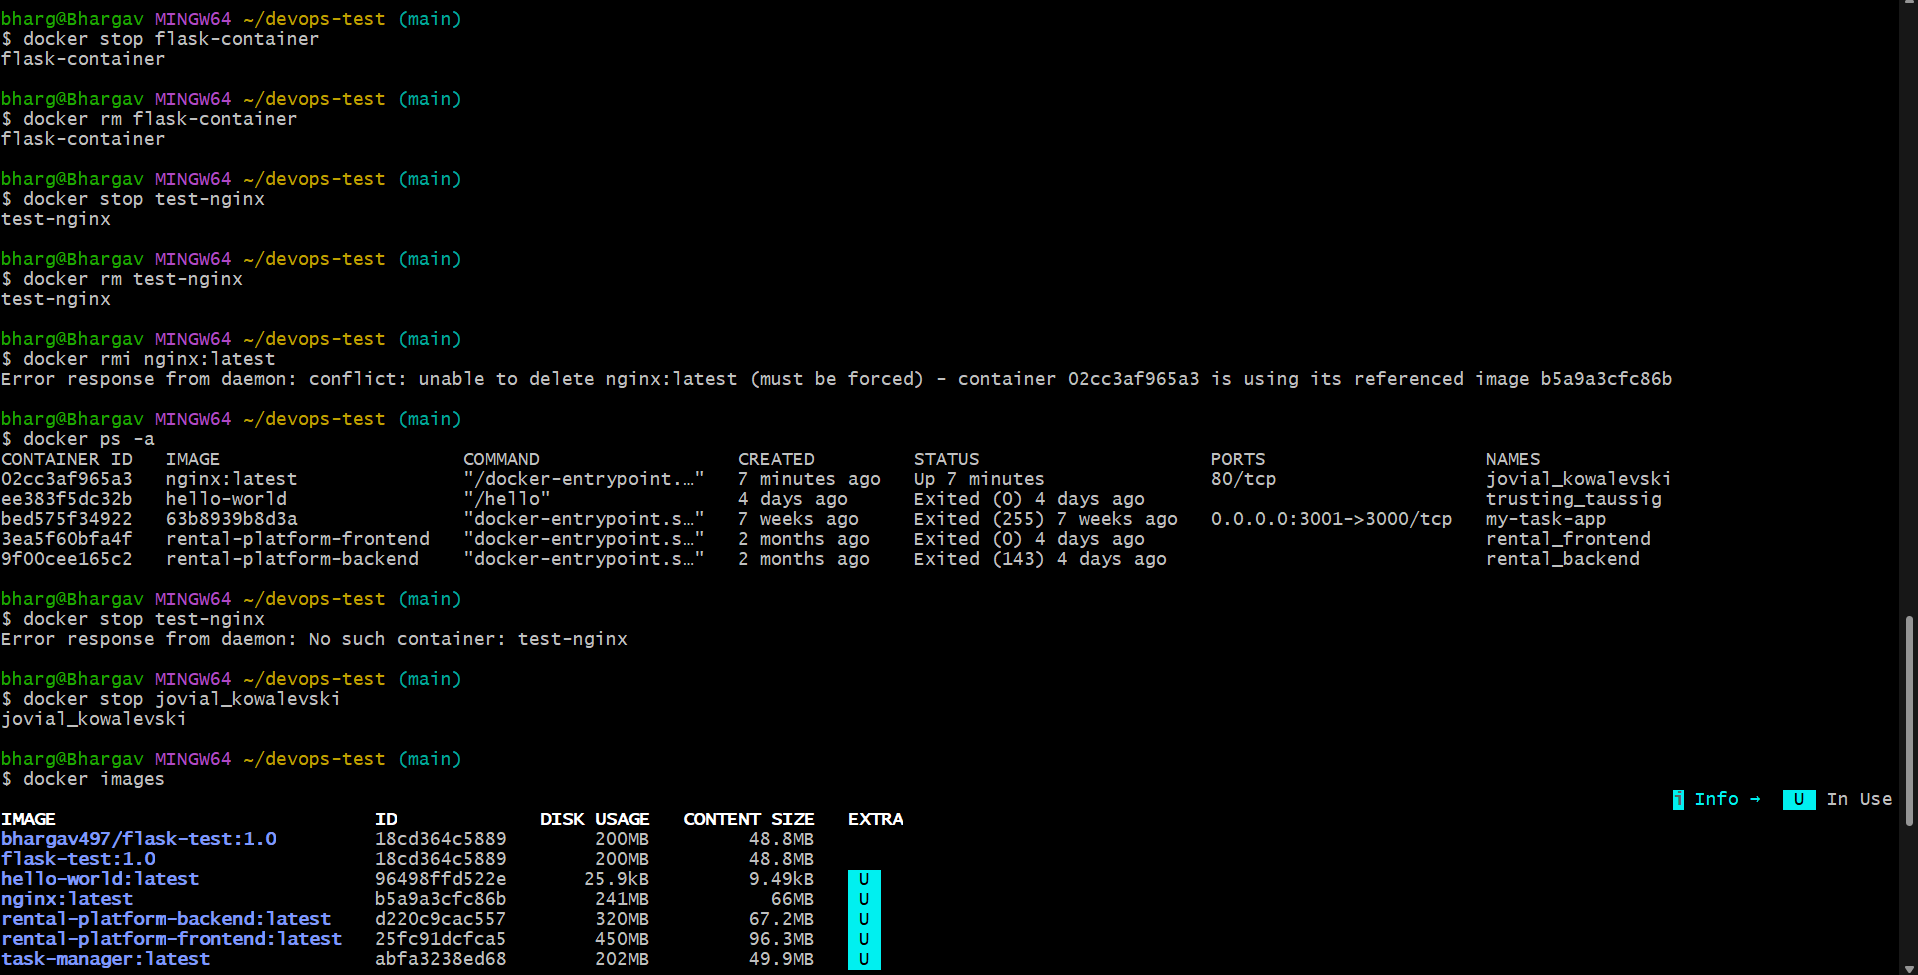 bharg@Bhargav MINGW64 ~/devops-test (main)
$ docker stop flask-container
flask-container

bharg@Bhargav MINGW64 ~/devops-test (main)
$ docker rm flask-container
flask-container

bharg@Bhargav MINGW64 ~/devops-test (main)
$ docker stop test-nginx
test-nginx

bharg@Bhargav MINGW64 ~/devops-test (main)
$ docker rm test-nginx
test-nginx

bharg@Bhargav MINGW64 ~/devops-test (main)
$ docker rmi nginx:latest
Error response from daemon: conflict: unable to delete nginx:latest (must be forced) - container 02cc3af965a3 is using its referenced image b5a9a3cfc86b

bharg@Bhargav MINGW64 ~/devops-test (main)
$ docker ps -a
CONTAINER ID   IMAGE                      COMMAND                  CREATED         STATUS                     PORTS                    NAMES
02cc3af965a3   nginx:latest               "/docker-entrypoint.…"   7 minutes ago   Up 7 minutes               80/tcp                   jovial_kowalevski
ee383f5dc32b   hello-world                "/hello"                 4 days ago      Exited (0) 4 days ago                               trusting_taussig
bed575f34922   63b8939b8d3a               "docker-entrypoint.s…"   7 weeks ago     Exited (255) 7 weeks ago   0.0.0.0:3001->3000/tcp   my-task-app
3ea5f60bfa4f   rental-platform-frontend   "docker-entrypoint.s…"   2 months ago    Exited (0) 4 days ago                               rental_frontend
9f00cee165c2   rental-platform-backend    "docker-entrypoint.s…"   2 months ago    Exited (143) 4 days ago                             rental_backend

bharg@Bhargav MINGW64 ~/devops-test (main)
$ docker stop test-nginx
Error response from daemon: No such container: test-nginx

bharg@Bhargav MINGW64 ~/devops-test (main)
$ docker stop jovial_kowalevski
jovial_kowalevski

bharg@Bhargav MINGW64 ~/devops-test (main)
$ docker images
i Info → U In Use
IMAGE                            ID             DISK USAGE   CONTENT SIZE   EXTRA
bhargav497/flask-test:1.0        18cd364c5889        200MB         48.8MB
flask-test:1.0                   18cd364c5889        200MB         48.8MB
hello-world:latest               96498ffd522e       25.9kB         9.49kB    U
nginx:latest                     b5a9a3cfc86b        241MB           66MB    U
rental-platform-backend:latest   d220c9cac557        320MB         67.2MB    U
rental-platform-frontend:latest  25fc91dcfca5        450MB         96.3MB    U
task-manager:latest              abfa3238ed68        202MB         49.9MB    U